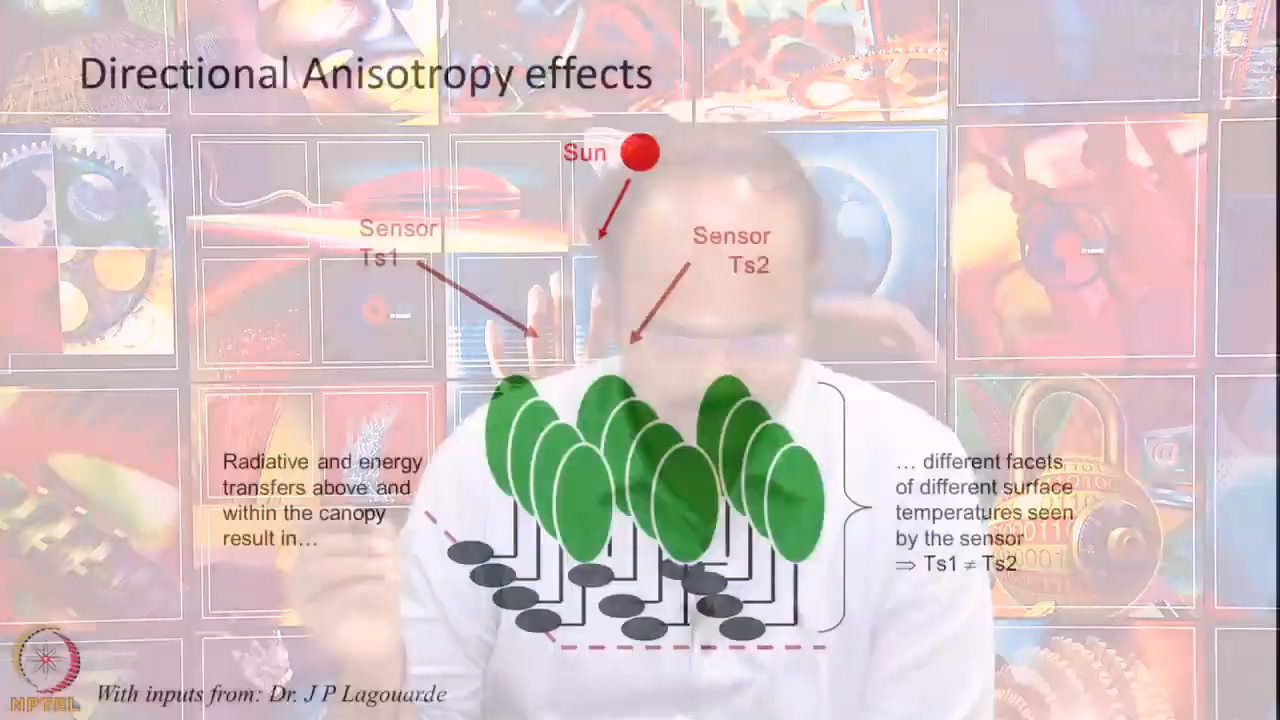 Directional Anisotropy effects
Sun
Sensor
Ts1
Sensor
Ts2
Radiative and energy
transfers above and
within the canopy
result in…
… different facets
of different surface
temperatures seen
by the sensor
⇒ Ts1 ≠ Ts2
NPTEL
With inputs from: Dr. J P Lagouarde